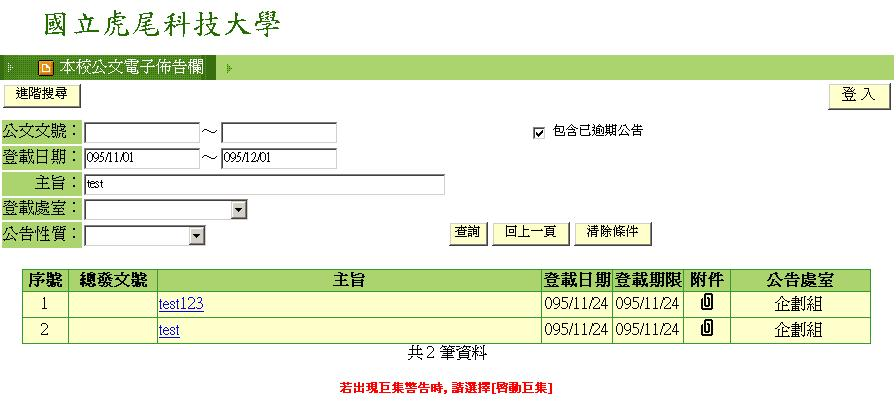 國立虎尾科技大學
本校公文電子佈告欄
進階搜尋 登 入
公文文號： ～ 包含已逾期公告
登載日期： 095/11/01 ～ 095/12/01
主旨： test
登載處室：
公告性質： 查詢 回上一頁 清除條件
序號 總發文號 主旨 登載日期 登載期限 附件 公告處室
1 test123 095/11/24 095/11/24 企劃組
2 test 095/11/24 095/11/24 企劃組
共 2 筆資料
若出現巨集警告時, 請選擇[啓動巨集]